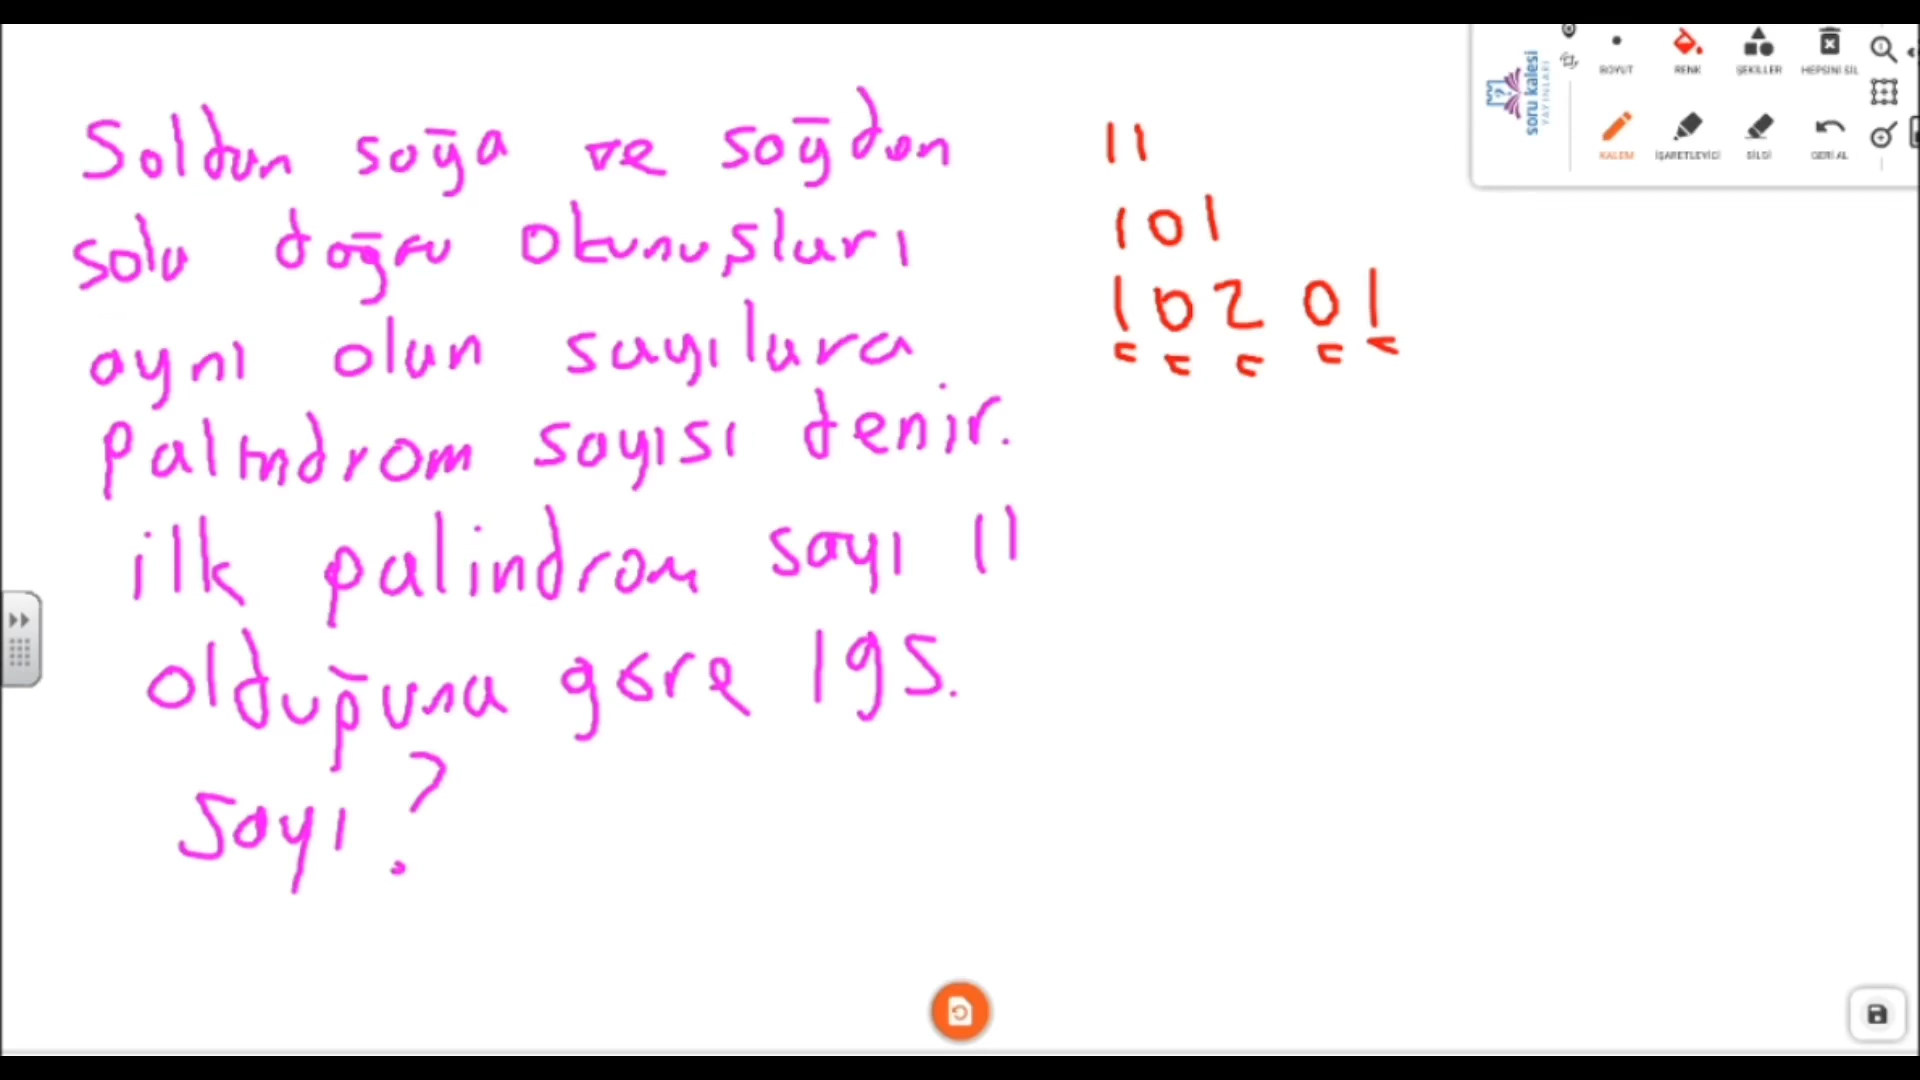 Soldan sağa ve sağdan
sola doğru okunuşları
aynı olan sayılara
palindrom sayısı denir.
ilk palindrom sayı 11
olduğuna göre 195.
sayı ?
11
101
10201
soru kalesi
YAYINLARI
BOYUT
RENK
ŞEKİLLER
HEPSİNİ SİL
KALEM
İŞARETLEYİCİ
SİLGİ
GERİ AL